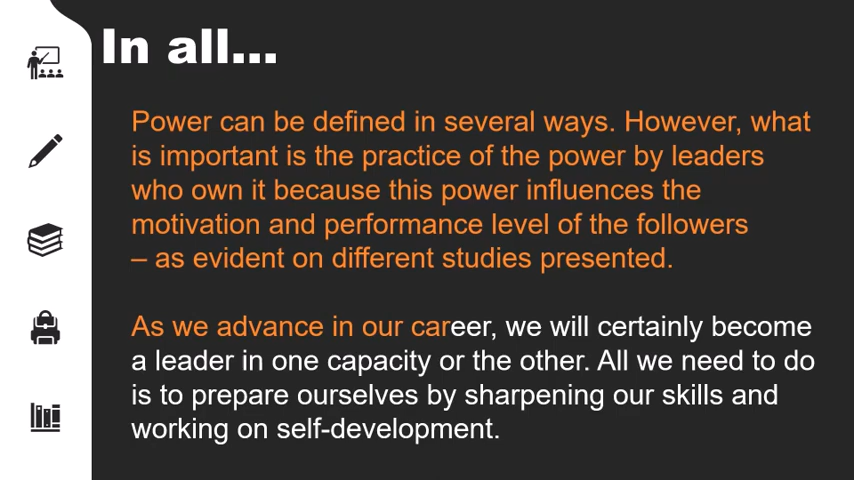 In all...
Power can be defined in several ways. However, what
is important is the practice of the power by leaders
who own it because this power influences the
motivation and performance level of the followers
– as evident on different studies presented.
As we advance in our career, we will certainly become
a leader in one capacity or the other. All we need to do
is to prepare ourselves by sharpening our skills and
working on self-development.